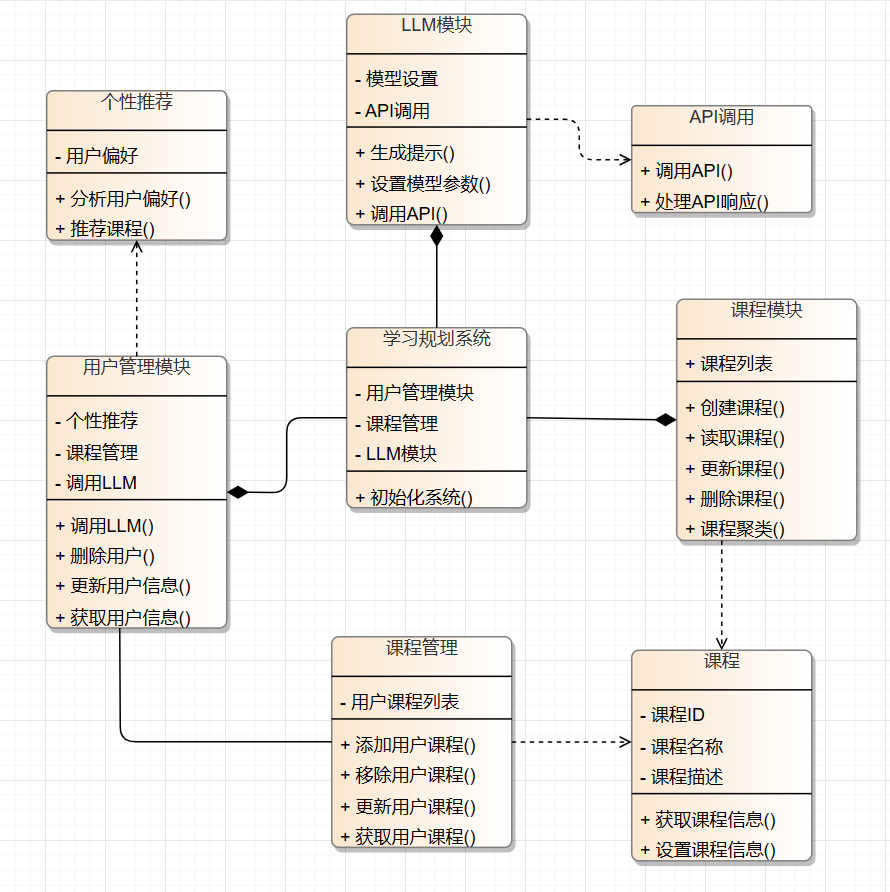 LLM模块
- 模型设置
- API调用
+ 生成提示()
+ 设置模型参数()
+ 调用API()
个性推荐
- 用户偏好
+ 分析用户偏好()
+ 推荐课程()
API调用
+ 调用API()
+ 处理API响应()
用户管理模块
- 个性推荐
- 课程管理
- 调用LLM
+ 调用LLM()
+ 删除用户()
+ 更新用户信息()
+ 获取用户信息()
学习规划系统
- 用户管理模块
- 课程管理
- LLM模块
+ 初始化系统()
课程模块
+ 课程列表
+ 创建课程()
+ 读取课程()
+ 更新课程()
+ 删除课程()
+ 课程聚类()
课程管理
- 用户课程列表
+ 添加用户课程()
+ 移除用户课程()
+ 更新用户课程()
+ 获取用户课程()
课程
- 课程ID
- 课程名称
- 课程描述
+ 获取课程信息()
+ 设置课程信息()